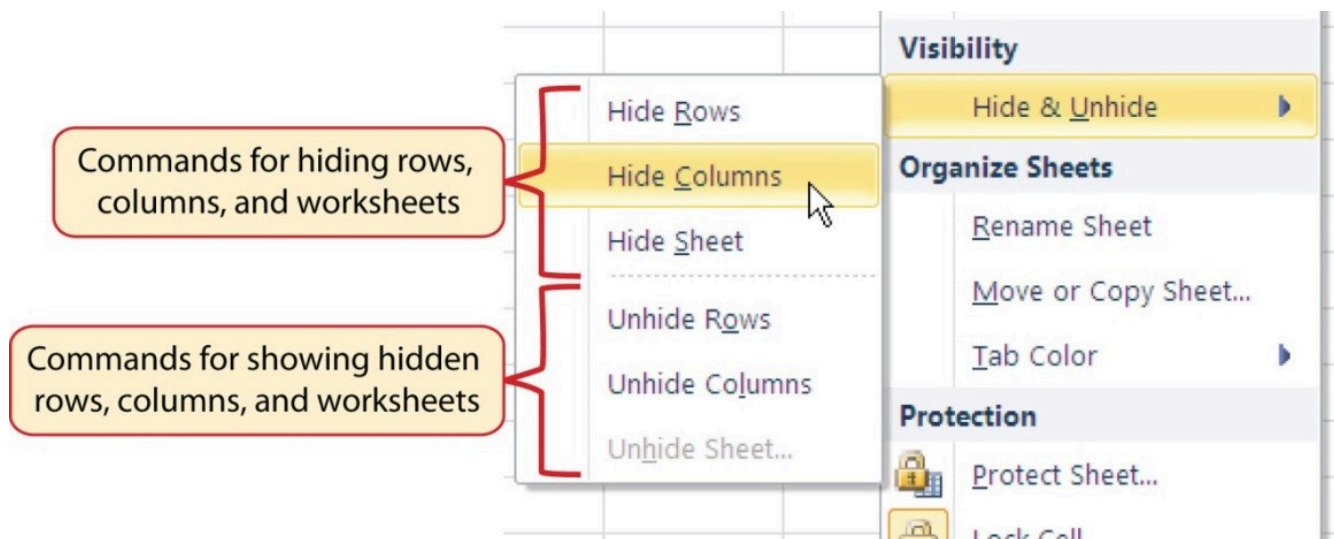 Commands for hiding rows,
columns, and worksheets
Commands for showing hidden
rows, columns, and worksheets
Hide Rows
Hide Columns
Hide Sheet
Unhide Rows
Unhide Columns
Unhide Sheet...
Visibility
Hide & Unhide
Organize Sheets
Rename Sheet
Move or Copy Sheet...
Tab Color
Protection
Protect Sheet...
Lock Cell